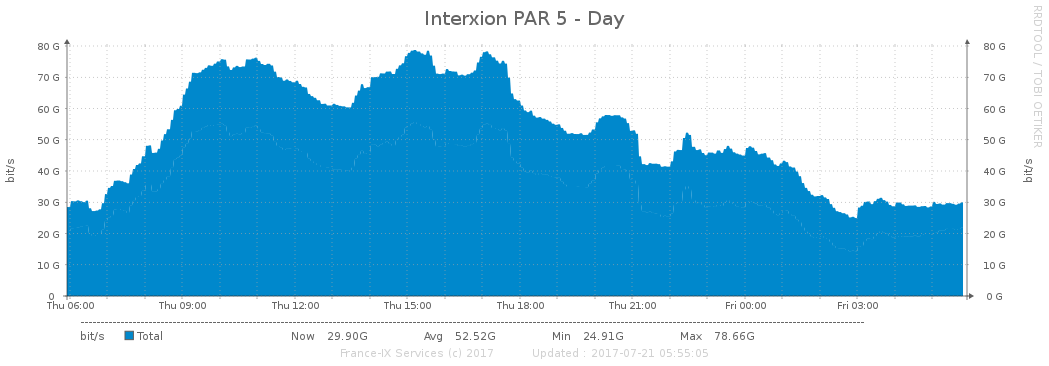 Interxion PAR 5 - Day
RRDTOOL / TOBI OETIKER
80 G 80 G
70 G 70 G
60 G 60 G
50 G 50 G
40 G 40 G
30 G 30 G
20 G 20 G
10 G 10 G
0 0 G
bit/s bit/s
Thu 06:00 Thu 09:00 Thu 12:00 Thu 15:00 Thu 18:00 Thu 21:00 Fri 00:00 Fri 03:00
bit/s Total Now 29.90G Avg 52.52G Min 24.91G Max 78.66G
France-IX Services (c) 2017 Updated : 2017-07-21 05:55:05